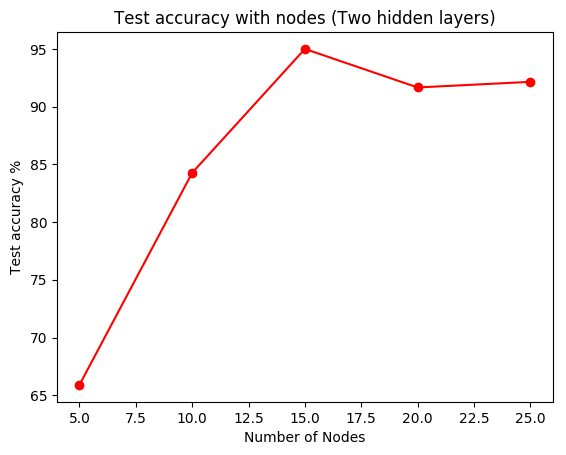 Test accuracy with nodes (Two hidden layers)
95
90
85
80
75
70
65
Test accuracy %
5.0 7.5 10.0 12.5 15.0 17.5 20.0 22.5 25.0
Number of Nodes